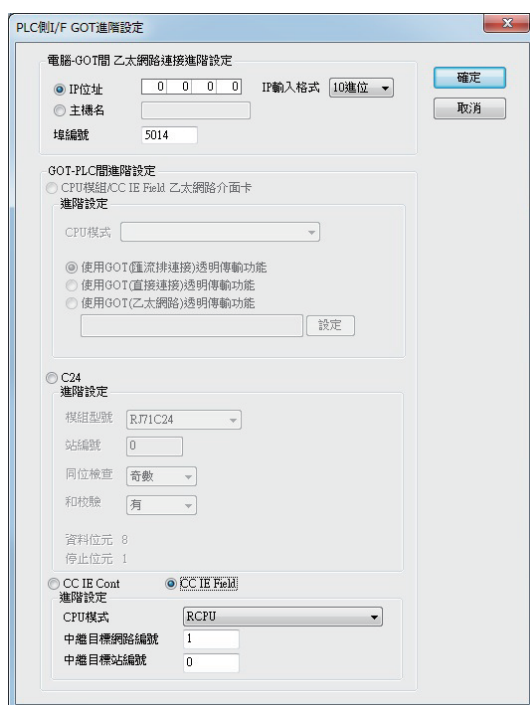 PLC側I/F GOT進階設定
電腦-GOT間 乙太網路連接進階設定
IP位址 0 0 0 0 IP輸入格式 10進位
確定
主機名
取消
埠編號 5014
GOT-PLC間進階設定
CPU模組/CC IE Field 乙太網路介面卡
進階設定
CPU模式
使用GOT(匯流排連接)透明傳輸功能
使用GOT(直接連接)透明傳輸功能
使用GOT(乙太網路)透明傳輸功能
設定
C24
進階設定
模組型號 RJ71C24
站編號 0
同位檢查 奇數
和校驗 有
資料位元 8
停止位元 1
CC IE Cont CC IE Field
進階設定
CPU模式 RCPU
中繼目標網路編號 1
中繼目標站編號 0